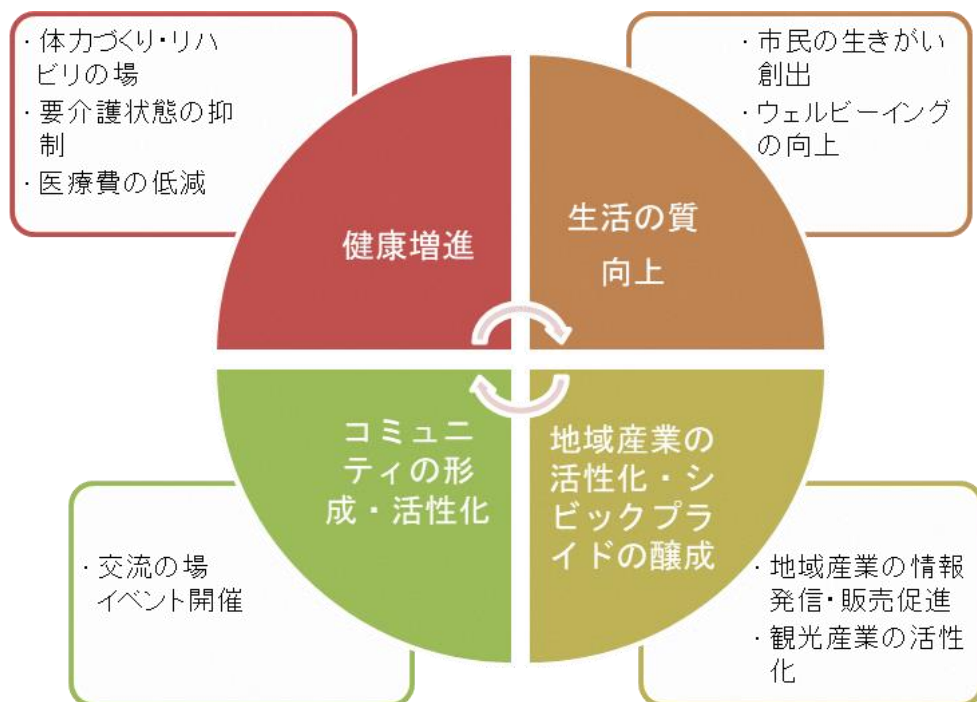 ・体力づくり・リハ
ビリの場
・要介護状態の抑
制
・医療費の低減
・市民の生きがい
創出
・ウェルビーイング
の向上
健康増進
生活の質
向上
コミュニ
ティの形
成・活性化
地域産業の
活性化・シ
ビックプラ
イドの醸成
・交流の場
イベント開催
・地域産業の情報
発信・販売促進
・観光産業の活性
化